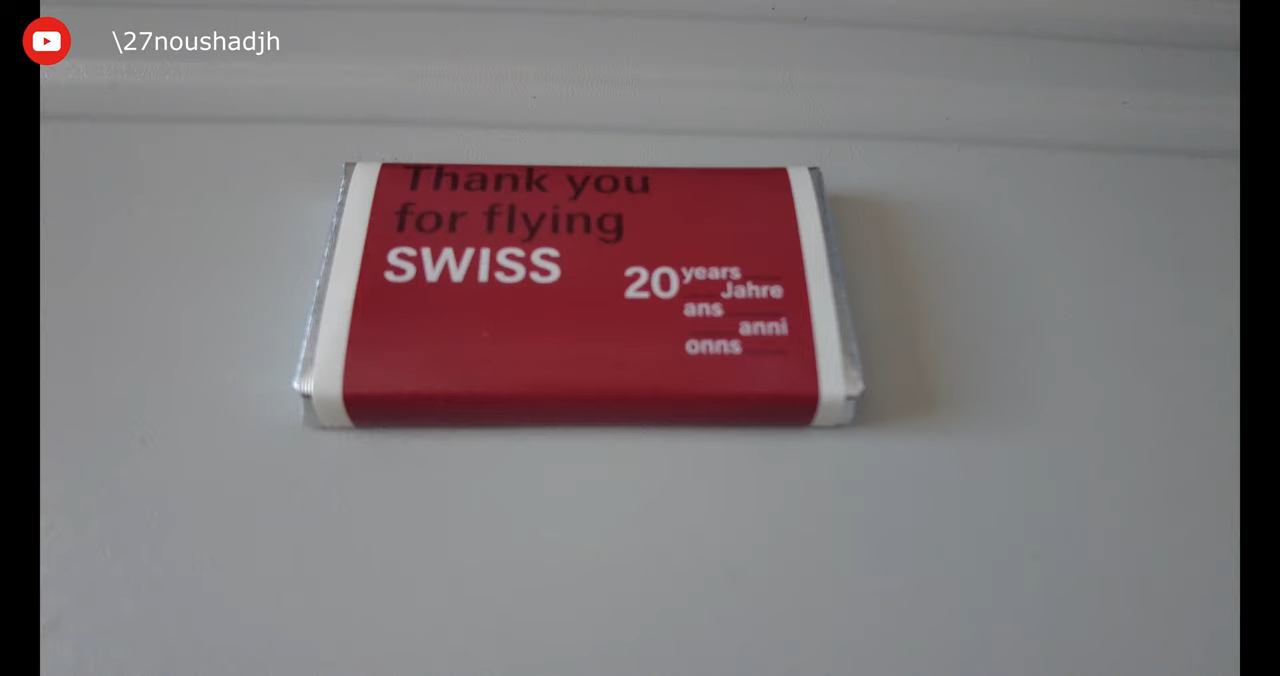 \27noushadjh
Thank you
for flying
SWISS
20 years
Jahre
ans
anni
onns